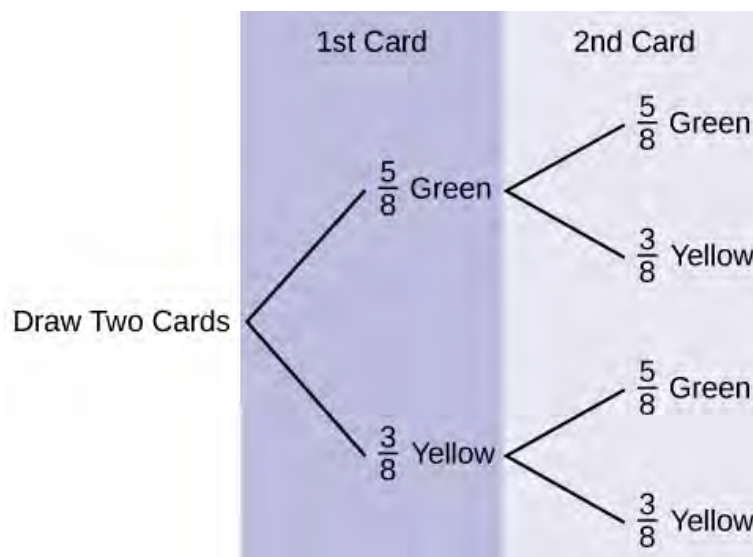 1st Card
2nd Card
5/8 Green
3/8 Yellow
Draw Two Cards
5/8 Green
3/8 Yellow
5/8 Green
3/8 Yellow